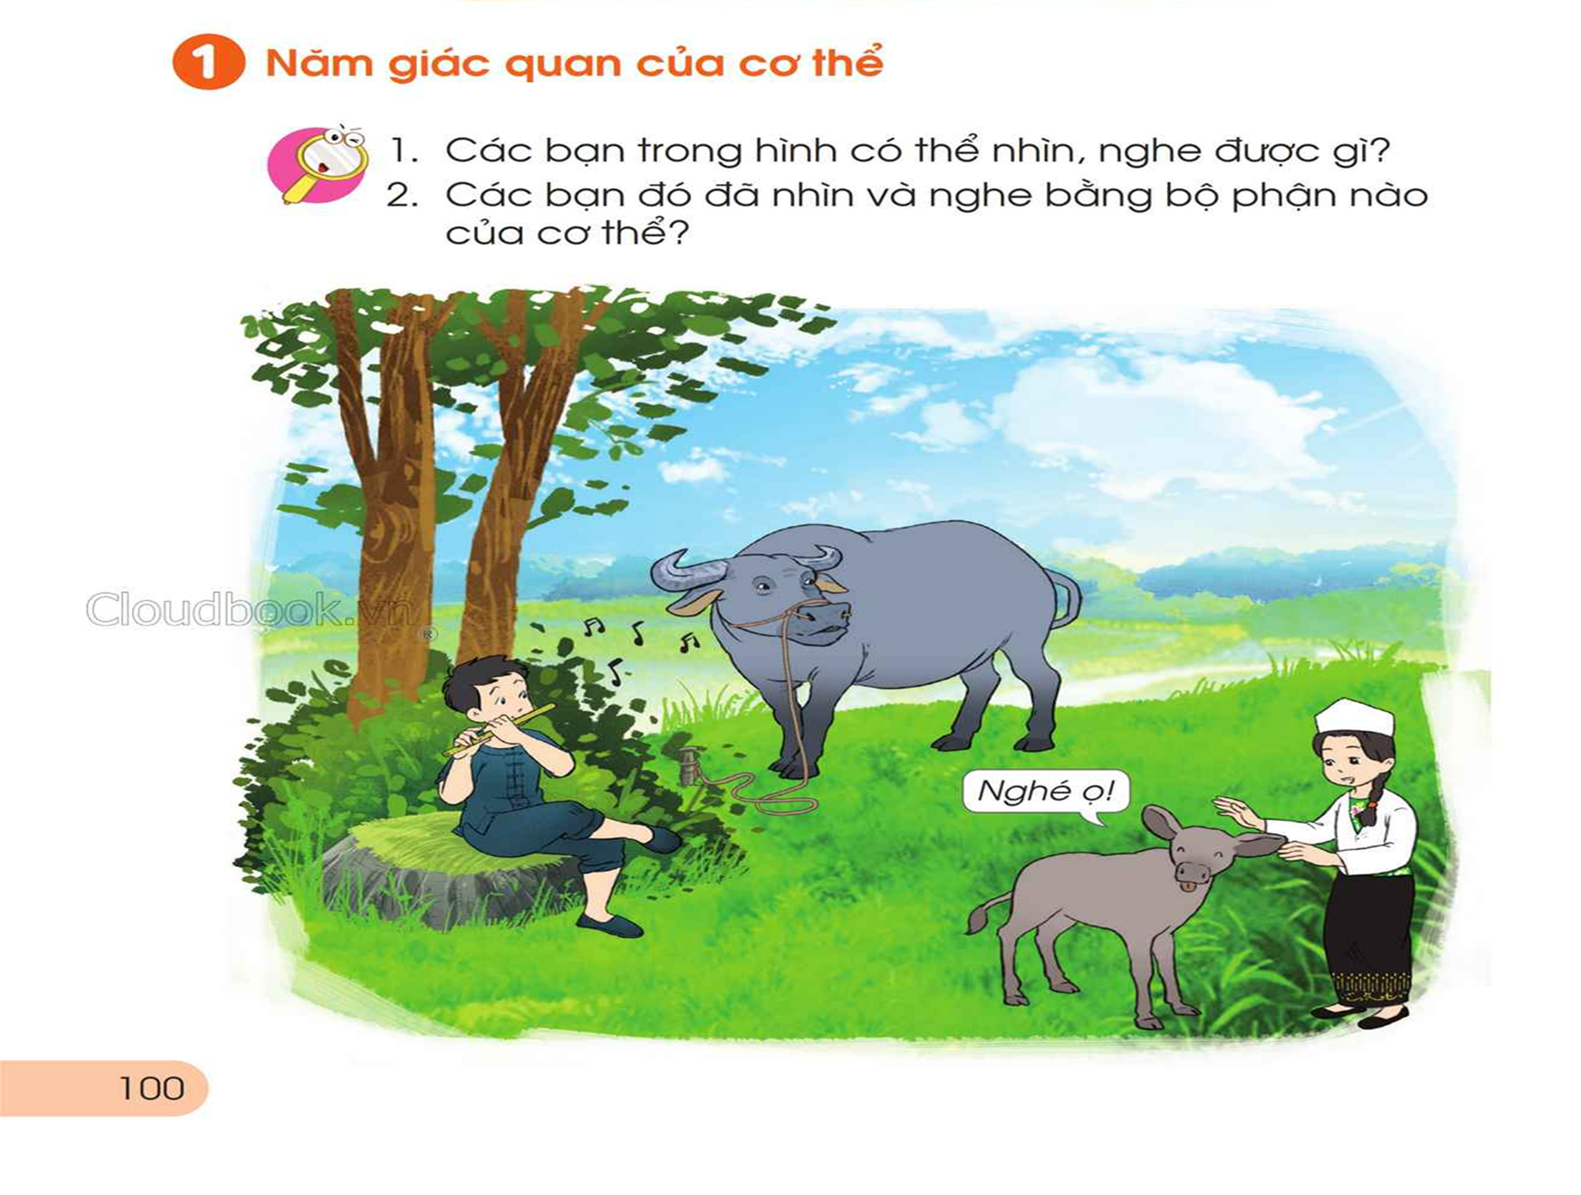 1 Năm giác quan của cơ thể
1. Các bạn trong hình có thể nhìn, nghe được gì?
2. Các bạn đó đã nhìn và nghe bằng bộ phận nào
của cơ thể?
Cloudbook.vn
®
Nghé ọ!
100